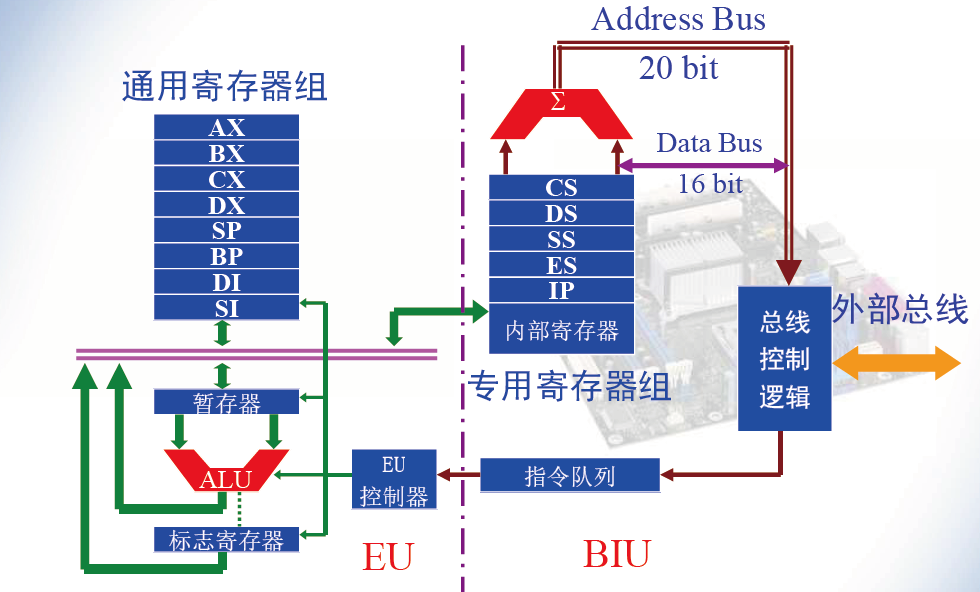 Address Bus
20 bit
通用寄存器组
AX
BX
CX
DX
SP
BP
DI
SI
Σ
Data Bus
16 bit
CS
DS
SS
ES
IP
内部寄存器
专用寄存器组
总线
控制
逻辑
外部总线
暂存器
ALU
标志寄存器
EU
控制器
指令队列
EU
BIU